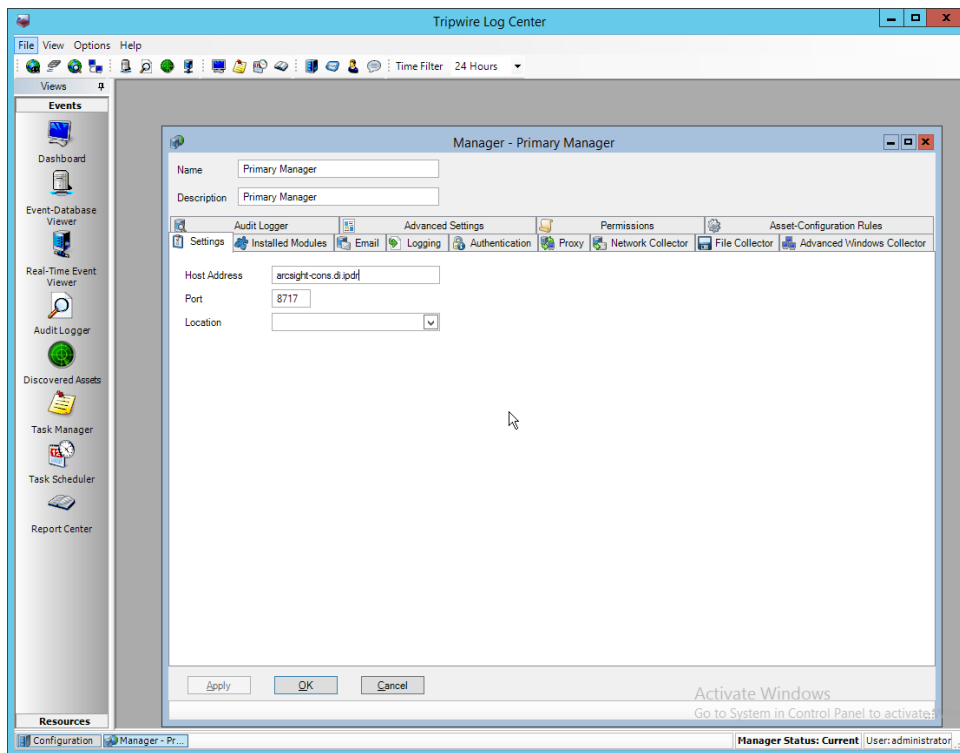 Tripwire Log Center
File View Options Help
Time Filter 24 Hours
Views
Events
Dashboard
Event-Database
Viewer
Real-Time Event
Viewer
Audit Logger
Discovered Assets
Task Manager
Task Scheduler
Report Center
Resources
Manager - Primary Manager
Name Primary Manager
Description Primary Manager
Audit Logger Advanced Settings Permissions Asset-Configuration Rules
Settings Installed Modules Email Logging Authentication Proxy Network Collector File Collector Advanced Windows Collector
Host Address arcsight-cons.di.ipdr
Port 8717
Location
Apply OK Cancel
Activate Windows
Go to System in Control Panel to activate
Configuration Manager - Pr...
Manager Status: Current User: administrator